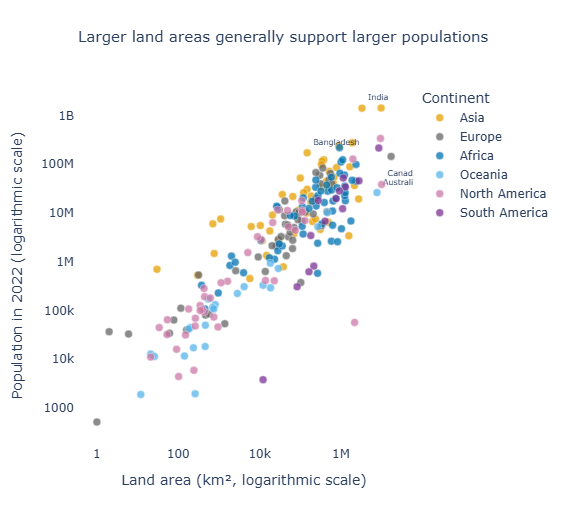 Larger land areas generally support larger populations
India
Bangladesh
Canad
Australi
Continent
Asia
Europe
Africa
Oceania
North America
South America
Population in 2022 (logarithmic scale)
1B
100M
10M
1M
100k
10k
1000
1
100
10k
1M
Land area (km², logarithmic scale)